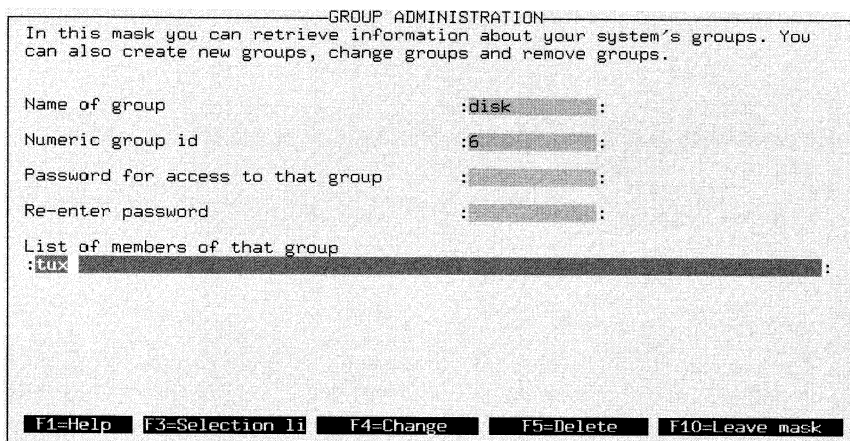 GROUP ADMINISTRATION
In this mask you can retrieve information about your system's groups. You
can also create new groups, change groups and remove groups.
Name of group :disk :
Numeric group id :6 :
Password for access to that group : :
Re-enter password : :
List of members of that group
:tux :
F1=Help F3=Selection li F4=Change F5=Delete F10=Leave mask